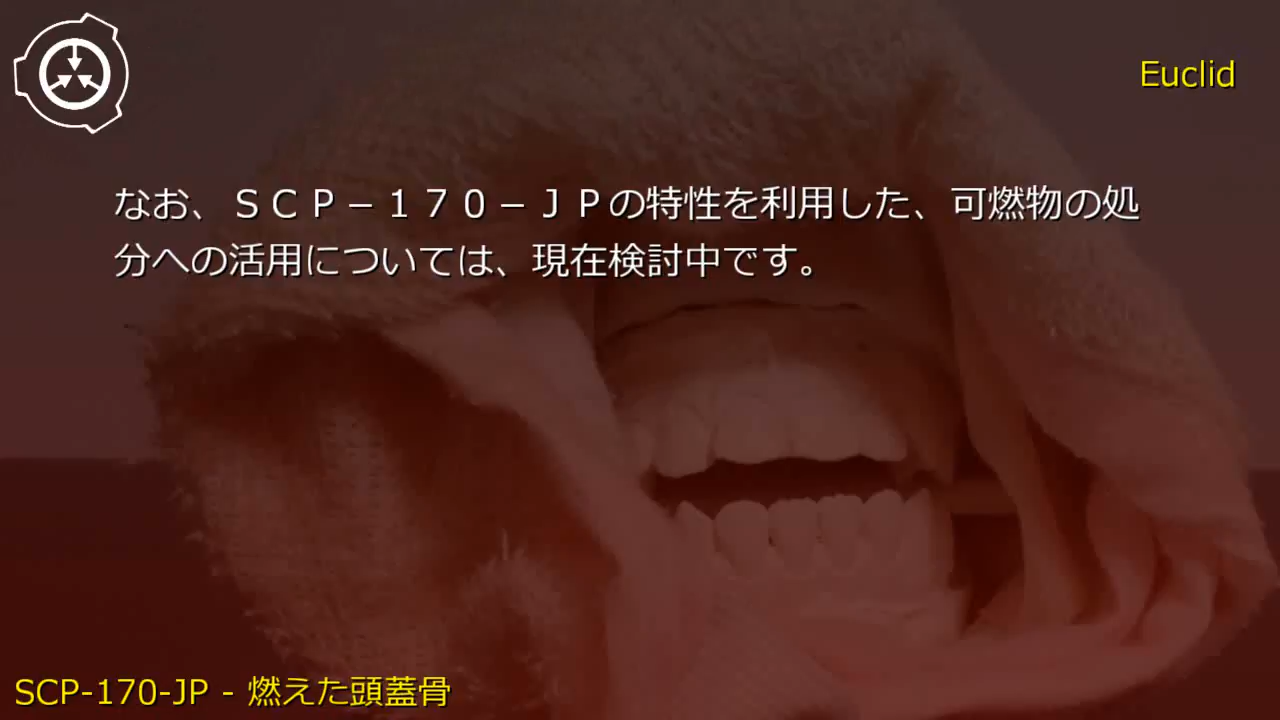 Euclid
なお、ＳＣＰ－１７０－ＪＰの特性を利用した、可燃物の処
分への活用については、現在検討中です。
SCP-170-JP - 燃えた頭蓋骨